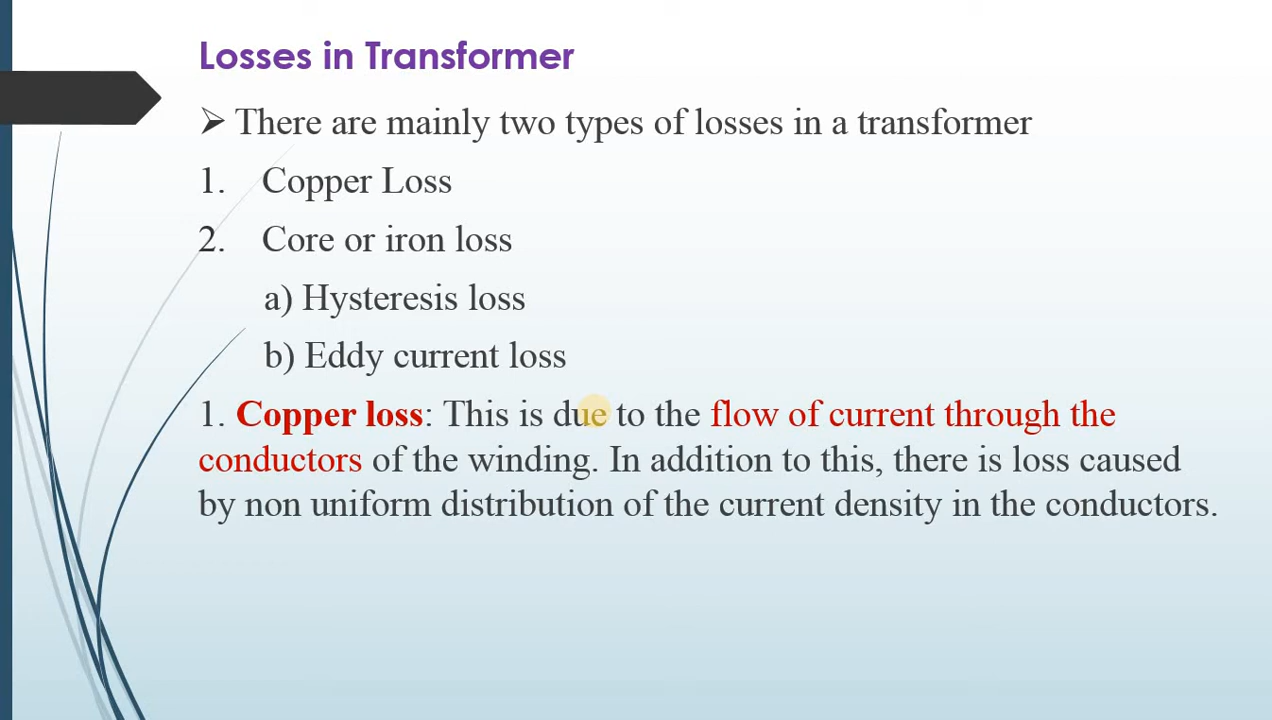 Losses in Transformer
➢ There are mainly two types of losses in a transformer
1. Copper Loss
2. Core or iron loss
a) Hysteresis loss
b) Eddy current loss
1. Copper loss: This is due to the flow of current through the
conductors of the winding. In addition to this, there is loss caused
by non uniform distribution of the current density in the conductors.